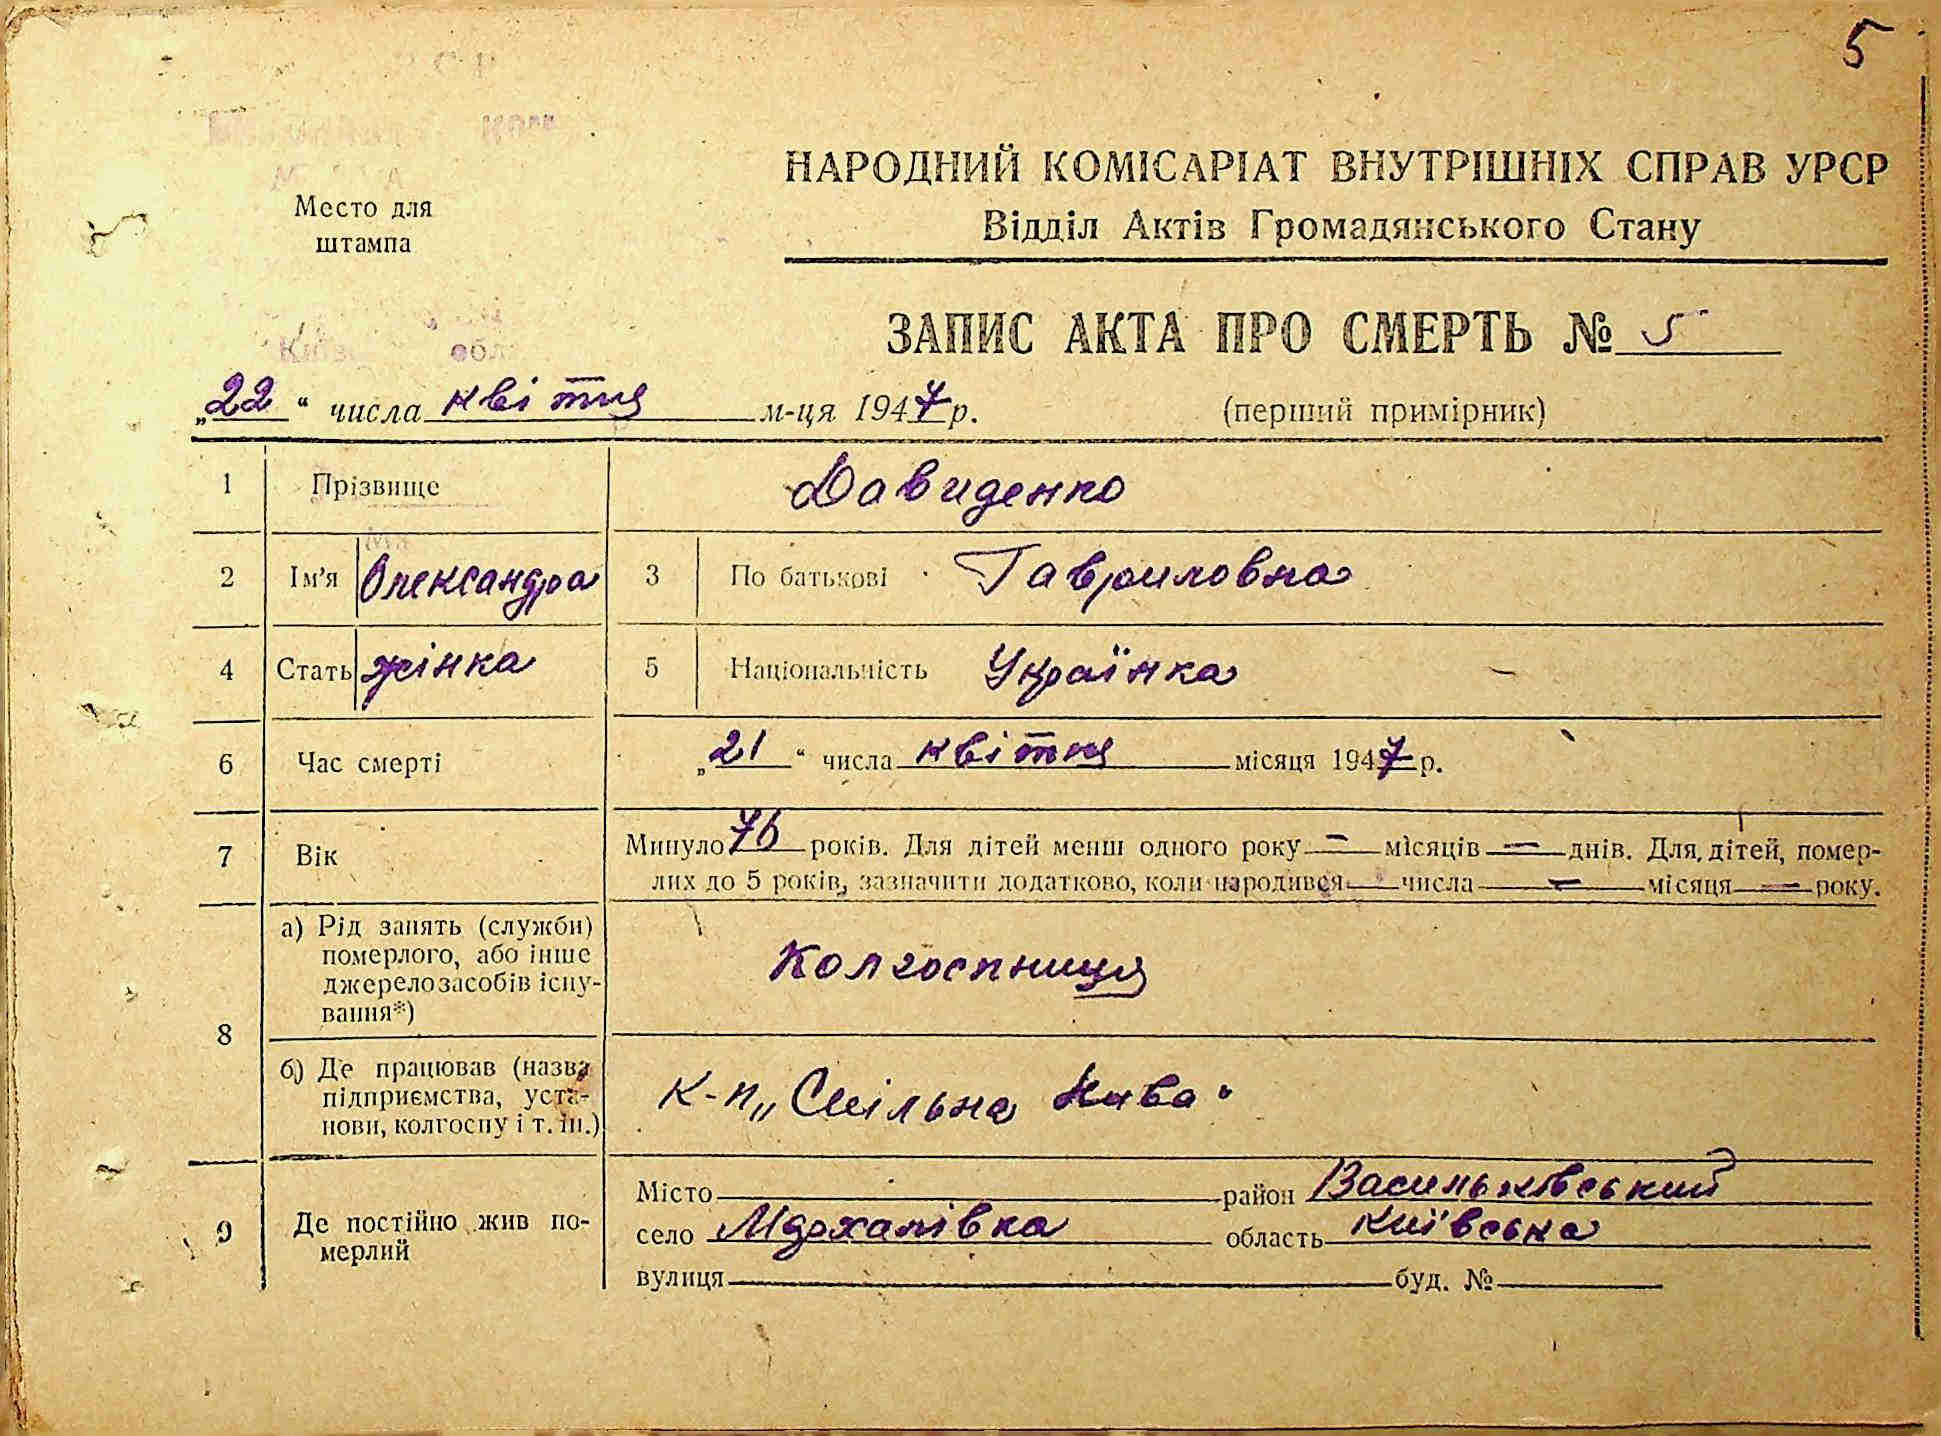 5
Место для
штампа
НАРОДНИЙ КОМІСАРІАТ ВНУТРІШНІХ СПРАВ УРСР
Відділ Актів Громадянського Стану
ЗАПИС АКТА ПРО СМЕРТЬ № 5
„22“ числа квітня м-ця 1947 р.
(перший примірник)
1 Прізвище Давиденко
2 Ім'я Олександра 3 По батькові Гавриловна
4 Стать жінка 5 Національність Українка
6 Час смерті „21“ числа квітня місяця 1947 р.
7 Вік Минуло 76 років. Для дітей менш одного року — місяців — днів. Для дітей, помер-
лих до 5 років, зазначити додатково, коли народився — числа — місяця — року.
8 а) Рід занять (служби)
померлого, або інше
джерело засобів існу-
вання*)
Колгоспниця
б) Де працював (назва
підприємства, уста-
нови, колгоспу і т. ін.)
К-п „Спільна Нива"
9 Де постійно жив по-
мерлий
Місто район Васильківський
село область Київська
вулиця буд. №